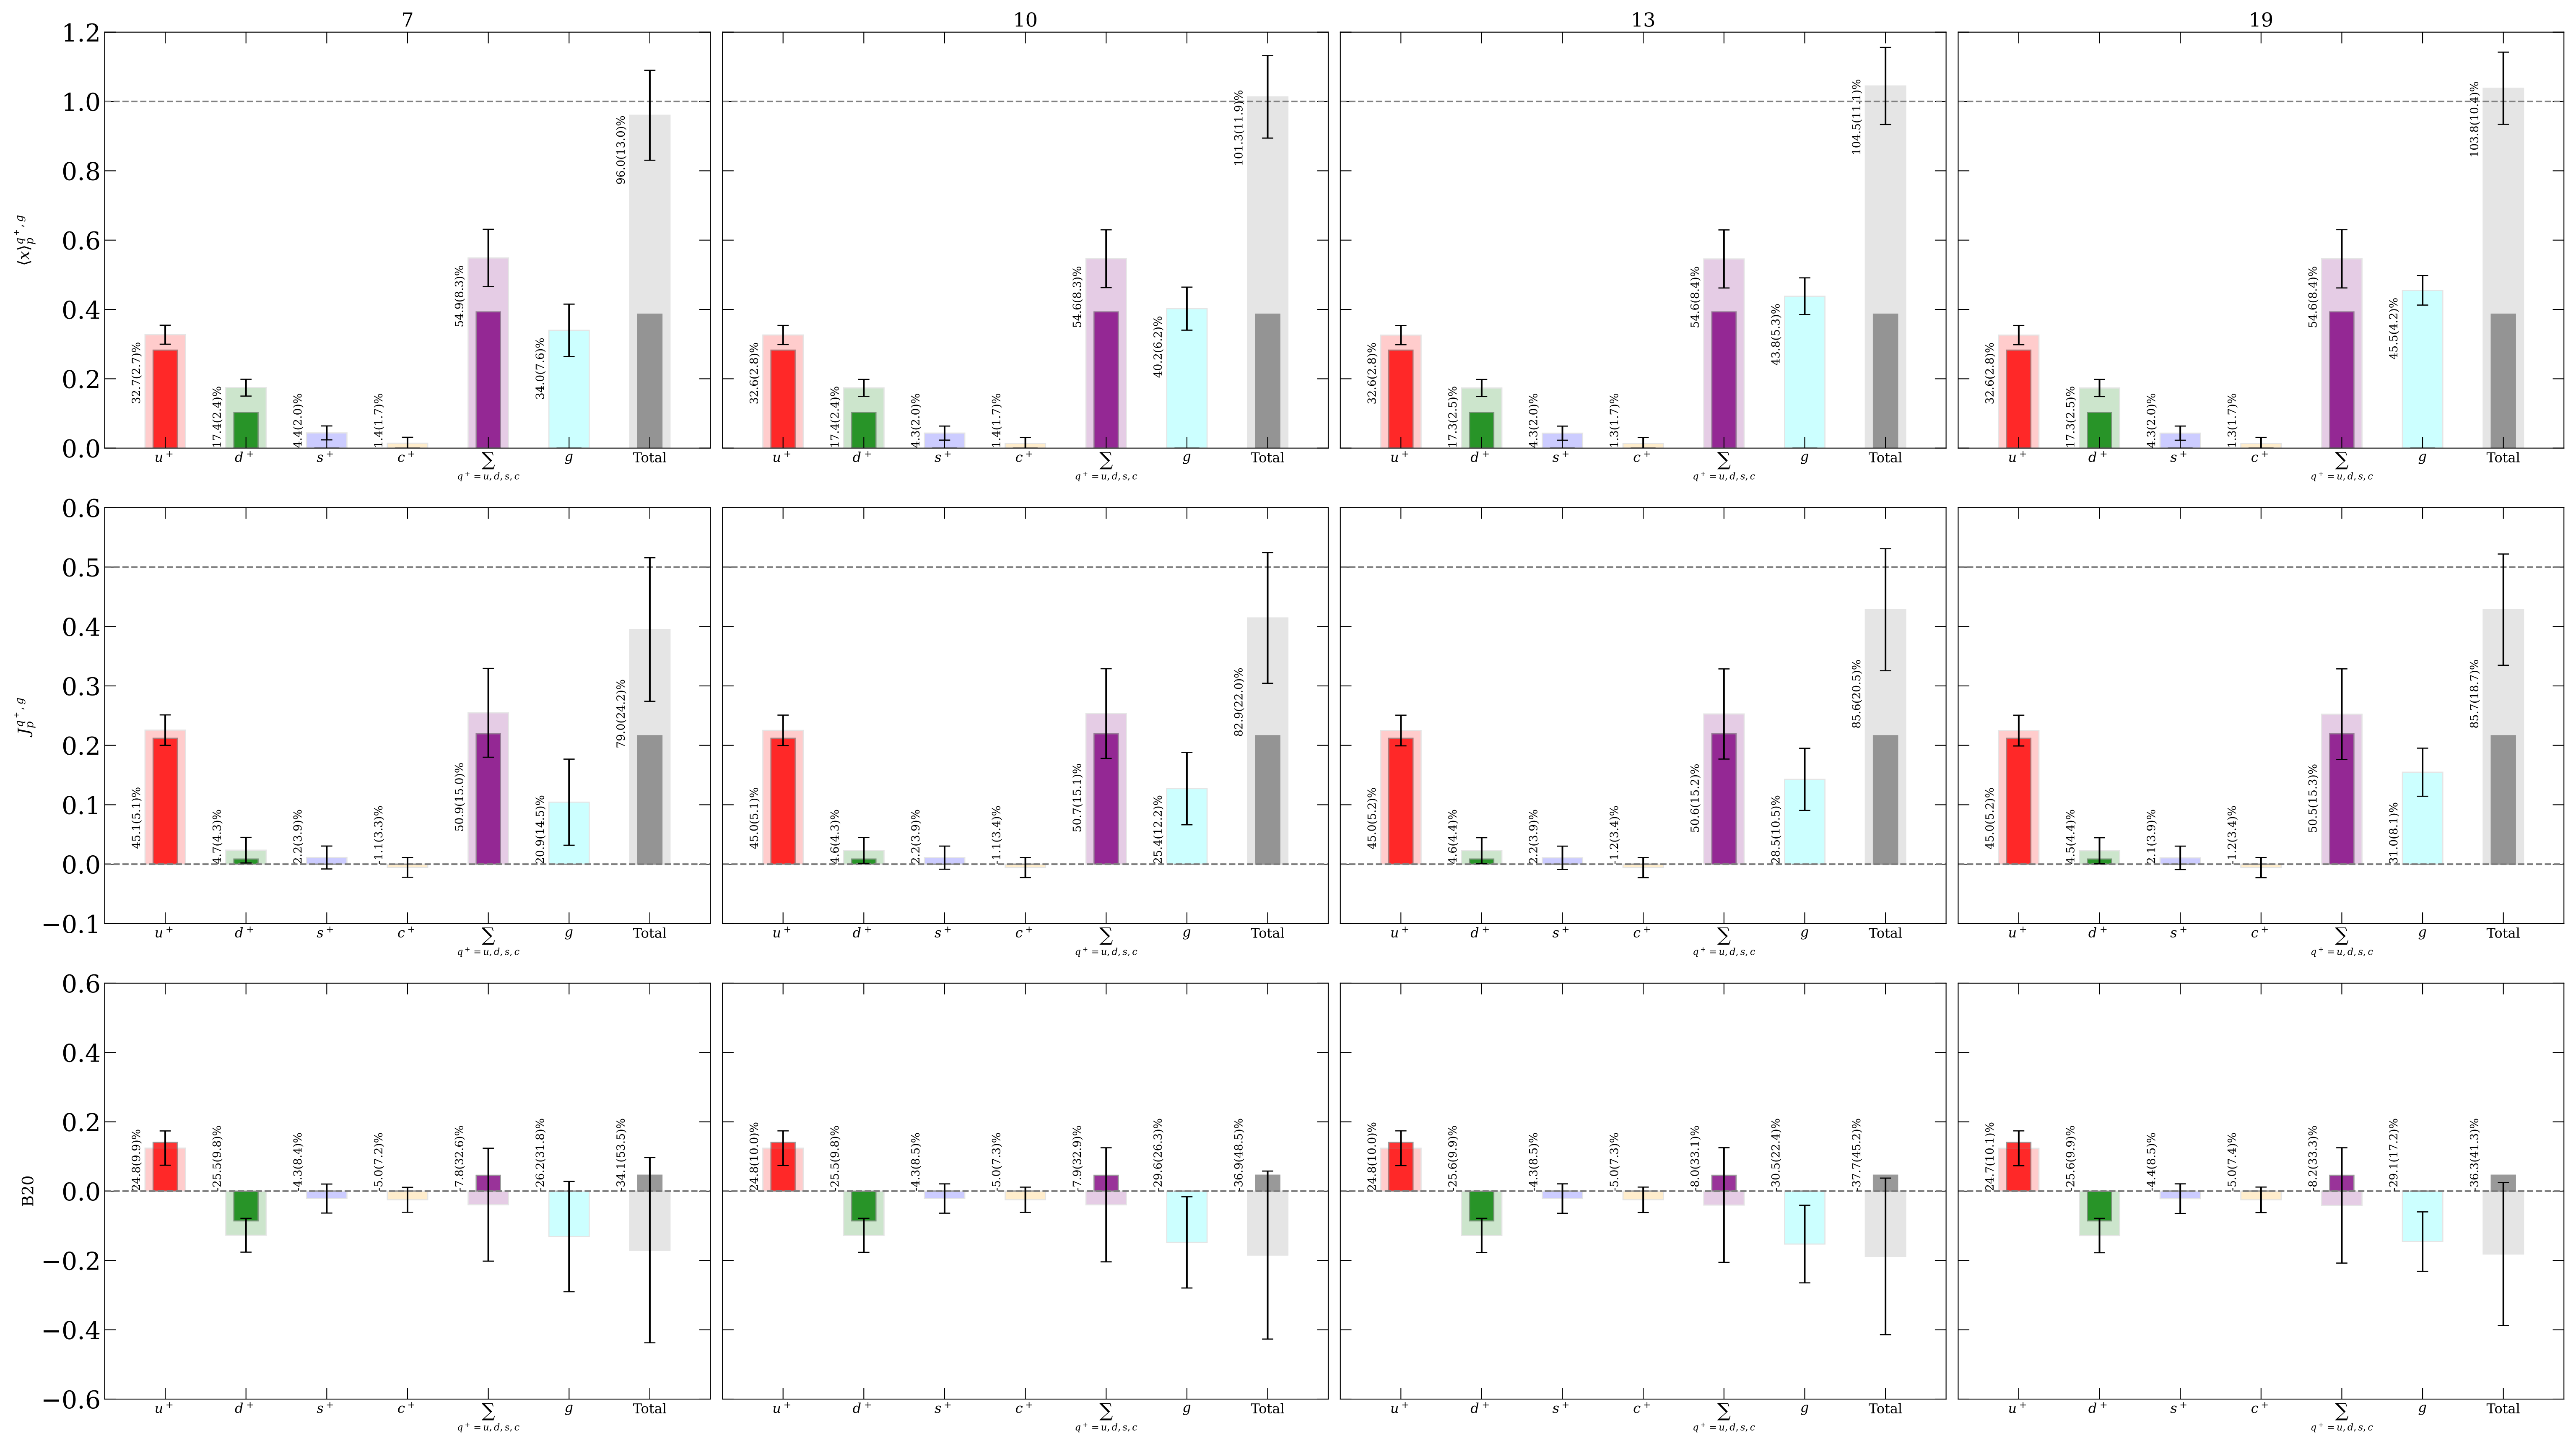 7 10 13 19
1.2
1.0
0.8
0.6
0.4
0.2
0.0
⟨x⟩_p^{q^+, g}
32.7(2.7)% 17.4(2.4)% 4.4(2.0)% 1.4(1.7)% 54.9(8.3)% 34.0(7.6)% 96.0(13.0)%
32.6(2.8)% 17.4(2.4)% 4.3(2.0)% 1.4(1.7)% 54.6(8.3)% 40.2(6.2)% 101.3(11.9)%
32.6(2.8)% 17.3(2.5)% 4.3(2.0)% 1.3(1.7)% 54.6(8.4)% 43.8(5.3)% 104.5(11.1)%
32.6(2.8)% 17.3(2.5)% 4.3(2.0)% 1.3(1.7)% 54.6(8.4)% 45.5(4.2)% 103.8(10.4)%
u^+ d^+ s^+ c^+ ∑ g Total
q^+ = u, d, s, c
u^+ d^+ s^+ c^+ ∑ g Total
q^+ = u, d, s, c
u^+ d^+ s^+ c^+ ∑ g Total
q^+ = u, d, s, c
u^+ d^+ s^+ c^+ ∑ g Total
q^+ = u, d, s, c
0.6
0.5
0.4
0.3
0.2
0.1
0.0
−0.1
J_p^{q^+, g}
45.1(5.1)% 4.7(4.3)% 2.2(3.9)% -1.1(3.3)% 50.9(15.0)% 20.9(14.5)% 79.0(24.2)%
45.0(5.1)% 4.6(4.3)% 2.2(3.9)% -1.1(3.4)% 50.7(15.1)% 25.4(12.2)% 82.9(22.0)%
45.0(5.2)% 4.6(4.4)% 2.2(3.9)% -1.2(3.4)% 50.6(15.2)% 28.5(10.5)% 85.6(20.5)%
45.0(5.2)% 4.5(4.4)% 2.1(3.9)% -1.2(3.4)% 50.5(15.3)% 31.0(8.1)% 85.7(18.7)%
u^+ d^+ s^+ c^+ ∑ g Total
q^+ = u, d, s, c
u^+ d^+ s^+ c^+ ∑ g Total
q^+ = u, d, s, c
u^+ d^+ s^+ c^+ ∑ g Total
q^+ = u, d, s, c
u^+ d^+ s^+ c^+ ∑ g Total
q^+ = u, d, s, c
0.6
0.4
0.2
0.0
−0.2
−0.4
−0.6
B20
24.8(9.9)% -25.5(9.8)% -4.3(8.4)% -5.0(7.2)% -7.8(32.6)% -26.2(31.8)% -34.1(53.5)%
24.8(10.0)% -25.5(9.8)% -4.3(8.5)% -5.0(7.3)% -7.9(32.9)% -29.6(26.3)% -36.9(48.5)%
24.8(10.0)% -25.6(9.9)% -4.3(8.5)% -5.0(7.3)% -8.0(33.1)% -30.5(22.4)% -37.7(45.2)%
24.7(10.1)% -25.6(9.9)% -4.4(8.5)% -5.0(7.4)% -8.2(33.3)% -29.1(17.2)% -36.3(41.3)%
u^+ d^+ s^+ c^+ ∑ g Total
q^+ = u, d, s, c
u^+ d^+ s^+ c^+ ∑ g Total
q^+ = u, d, s, c
u^+ d^+ s^+ c^+ ∑ g Total
q^+ = u, d, s, c
u^+ d^+ s^+ c^+ ∑ g Total
q^+ = u, d, s, c